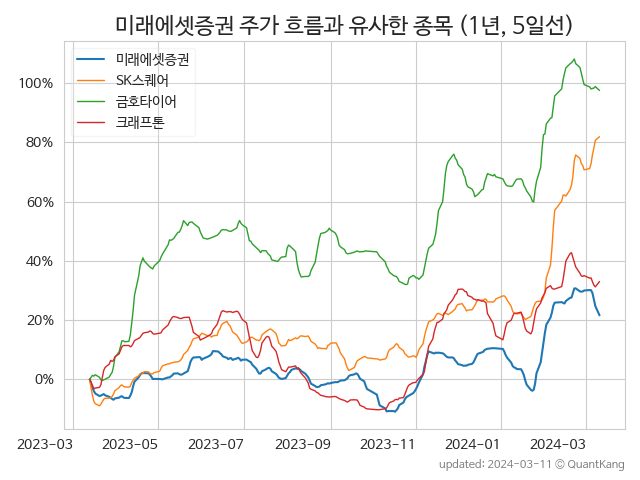 미래에셋증권 주가 흐름과 유사한 종목 (1년, 5일선)
미래에셋증권
SK스퀘어
금호타이어
크래프톤
100%
80%
60%
40%
20%
0%
2023-03 2023-05 2023-07 2023-09 2023-11 2024-01 2024-03
updated: 2024-03-11 © QuantKang